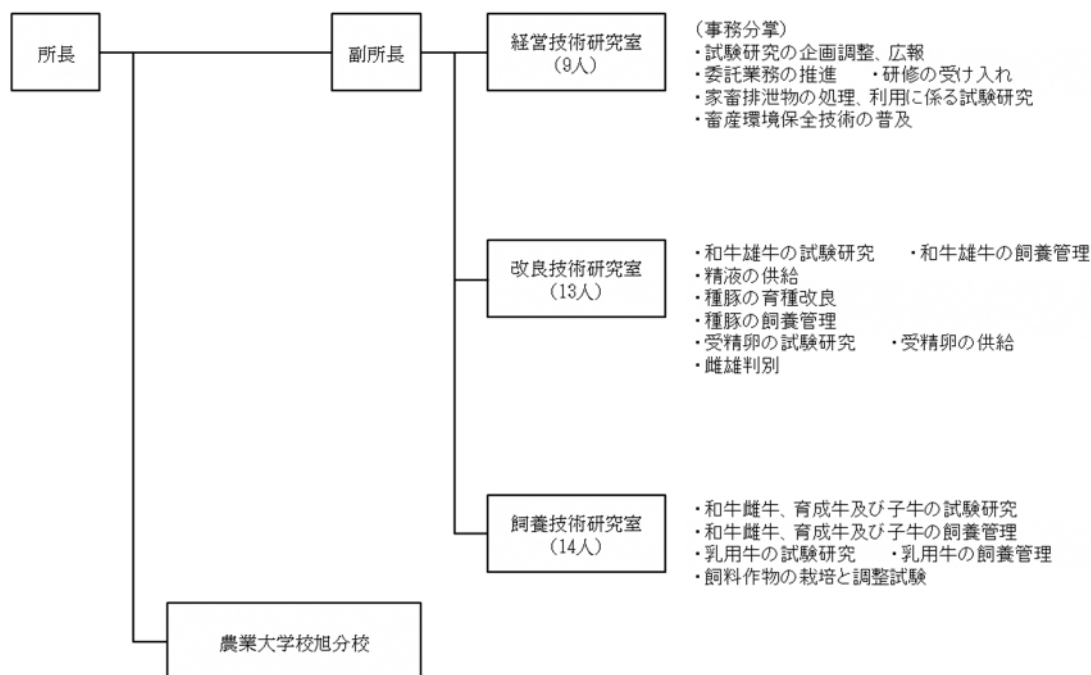 所長
副所長
経営技術研究室
(9人)
(事務分掌)
・試験研究の企画調整、広報
・委託業務の推進　・研修の受け入れ
・家畜排泄物の処理、利用に係る試験研究
・畜産環境保全技術の普及
改良技術研究室
(13人)
・和牛雄牛の試験研究　・和牛雄牛の飼養管理
・精液の供給
・種豚の育種改良
・種豚の飼養管理
・受精卵の試験研究　・受精卵の供給
・雌雄判別
飼養技術研究室
(14人)
・和牛雌牛、育成牛及び子牛の試験研究
・和牛雌牛、育成牛及び子牛の飼養管理
・乳用牛の試験研究　・乳用牛の飼養管理
・飼料作物の栽培と調整試験
農業大学校旭分校